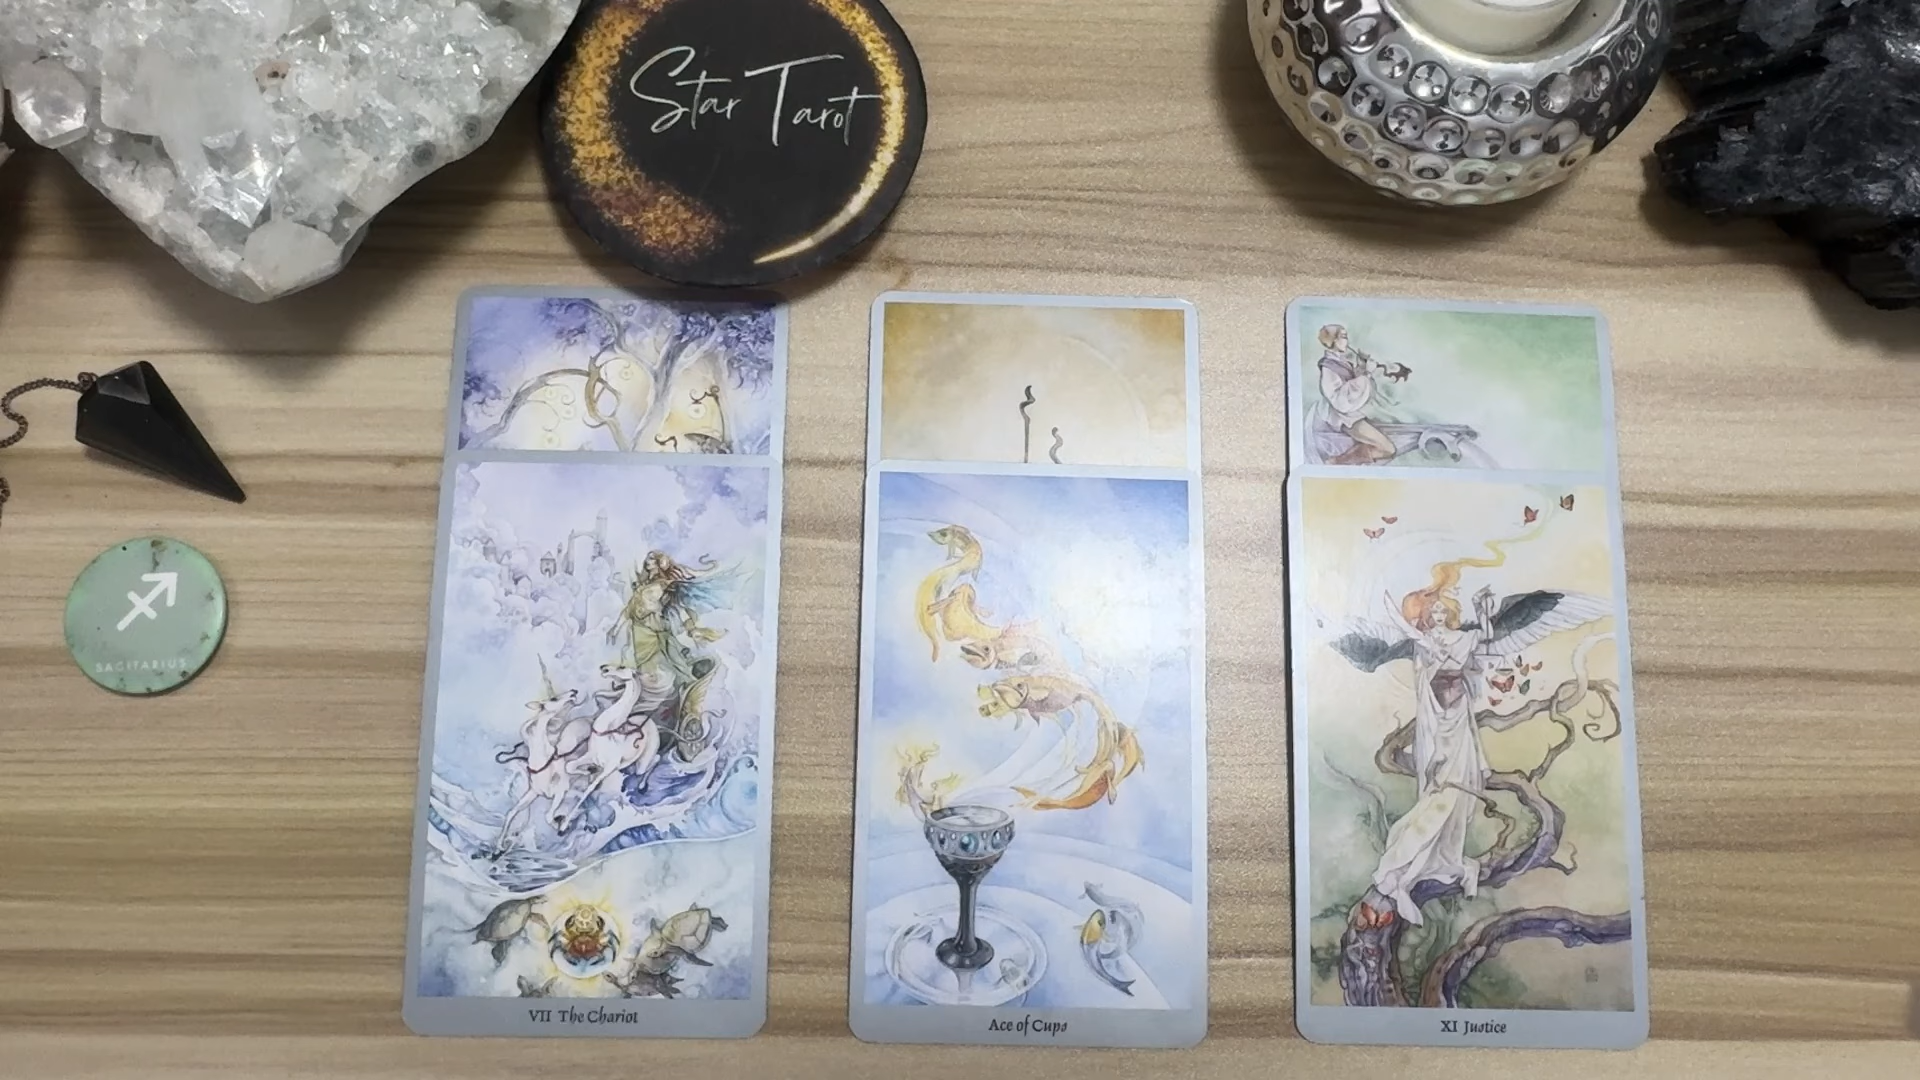 Star Tarot
SAGITARIUS
VII The Chariot
Ace of Cups
XI Justice